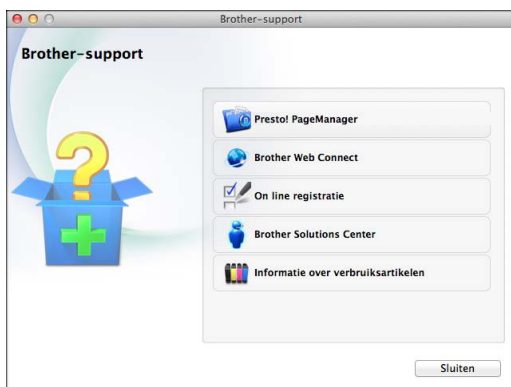 Brother-support
Brother-support
Presto! PageManager
Brother Web Connect
On line registratie
Brother Solutions Center
Informatie over verbruiksartikelen
Sluiten